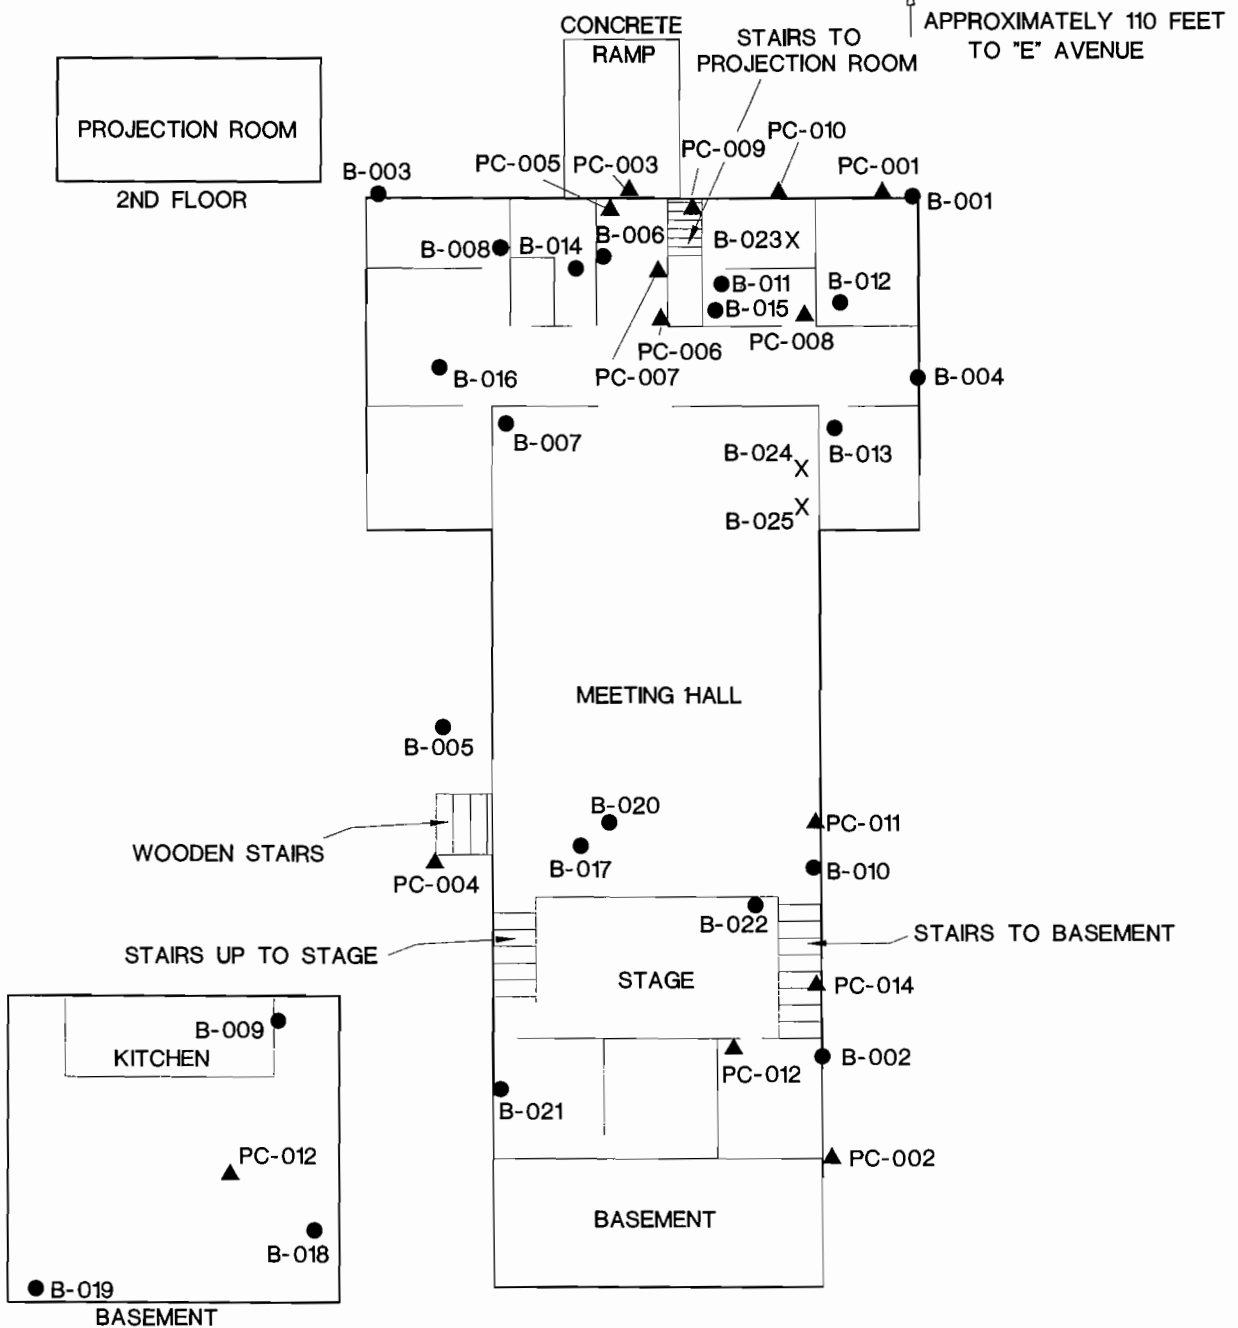 APPROXIMATELY 110 FEET
TO "E" AVENUE
CONCRETE
RAMP
STAIRS TO
PROJECTION ROOM
PROJECTION ROOM
2ND FLOOR
B-003
PC-005
PC-003
PC-009
PC-010
PC-001
B-001
B-008
B-014
B-006
B-023X
B-011
B-012
B-015
PC-006
PC-008
PC-007
B-016
B-004
B-007
B-024
X
B-013
X
B-025
MEETING HALL
B-005
B-020
PC-011
WOODEN STAIRS
B-017
B-010
PC-004
B-022
STAIRS TO BASEMENT
STAIRS UP TO STAGE
STAGE
PC-014
B-009
KITCHEN
B-002
PC-012
B-021
PC-012
PC-002
BASEMENT
B-018
B-019
BASEMENT